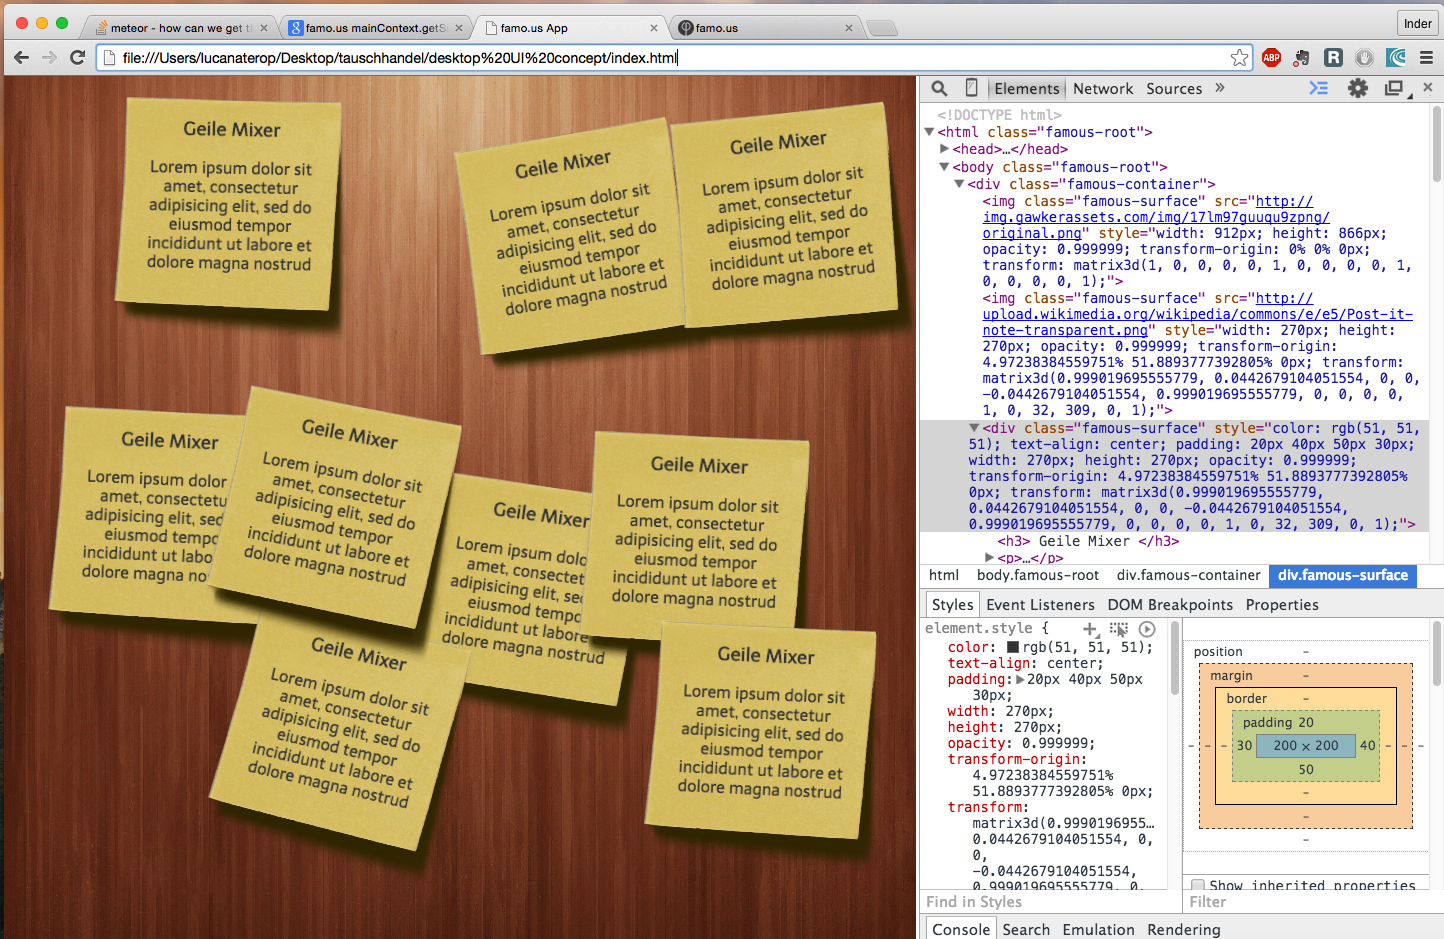 meteor - how can we get t
famo.us mainContext.getS
famo.us App
famo.us
Inder
file:///Users/lucanaterop/Desktop/tauschhandel/desktop%20UI%20concept/index.html
ABP
R
Geile Mixer
Lorem ipsum dolor sit
amet, consectetur
adipisicing elit, sed do
eiusmod tempor
incididunt ut labore et
dolore magna nostrud
Geile Mixer
Lorem ipsum dolor sit
amet, consectetur
adipisicing elit, sed do
eiusmod tempor
incididunt ut labore et
dolore magna nostrud
Geile Mixer
Lorem ipsum dolor sit
amet, consectetur
adipisicing elit, sed do
eiusmod tempor
incididunt ut labore et
dolore magna nostrud
Geile Mixer
Lorem ipsum dolor
amet, consectetu
adipisicing elit, sed
eiusmod tempo
incididunt ut labo
dolore magna no
Geile Mixer
Lorem ipsum dolor sit
amet, consectetur
adipisicing elit, sed do
eiusmod tempor
incididunt ut labore et
dolore magna nostrud
Geile Mixer
Lorem ipsum dolo
amet, consectet
adipisicing elit, se
eiusmod tempo
incididunt ut labore
dolore magna nostrud
Geile Mixer
Lorem ipsum dolor sit
amet, consectetur
adipisicing elit, sed do
eiusmod tempor
incididunt ut labore et
dolore magna nostrud
Geile Mixer
Lorem ipsum dolor sit
amet, consectetur
adipisicing elit, sed do
eiusmod tempor
incididunt ut labore et
dolore magna nostrud
Geile Mixer
Lorem ipsum dolor sit
amet, consectetur
adipisicing elit, sed do
eiusmod tempor
incididunt ut labore et
dolore magna nostrud
Elements Network Sources »
<!DOCTYPE html>
<html class="famous-root">
<head>…</head>
<body class="famous-root">
<div class="famous-container">
<img class="famous-surface" src="http://
img.gawkerassets.com/img/17lm97guuqu9zpng/
original.png" style="width: 912px; height: 866px;
opacity: 0.999999; transform-origin: 0% 0% 0px;
transform: matrix3d(1, 0, 0, 0, 0, 1, 0, 0, 0, 0, 1,
0, 0, 0, 0, 1);">
<img class="famous-surface" src="http://
upload.wikimedia.org/wikipedia/commons/e/e5/Post-it-
note-transparent.png" style="width: 270px; height:
270px; opacity: 0.999999; transform-origin:
4.97238384559751% 51.8893777392805% 0px; transform:
matrix3d(0.999019695555779, 0.0442679104051554, 0, 0,
-0.0442679104051554, 0.999019695555779, 0, 0, 0, 0,
1, 0, 32, 309, 0, 1);">
<div class="famous-surface" style="color: rgb(51, 51,
51); text-align: center; padding: 20px 40px 50px 30px;
width: 270px; height: 270px; opacity: 0.999999;
transform-origin: 4.97238384559751% 51.8893777392805%
0px; transform: matrix3d(0.999019695555779,
0.0442679104051554, 0, 0, -0.0442679104051554,
0.999019695555779, 0, 0, 0, 0, 1, 0, 32, 309, 0, 1);">
<h3> Geile Mixer </h3>
<p>…</p>
html body.famous-root div.famous-container div.famous-surface
Styles Event Listeners DOM Breakpoints Properties
element.style {
color: rgb(51, 51, 51);
text-align: center;
padding: 20px 40px 50px
30px;
width: 270px;
height: 270px;
opacity: 0.999999;
transform-origin:
4.97238384559751%
51.8893777392805% 0px;
transform:
matrix3d(0.9990196955…
0.0442679104051554, 0,
0,
-0.0442679104051554,
0.999019695555779, 0,
position -
margin -
border -
padding 20
- - - 30 200 × 200 40 - - -
50
-
-
-
Show inherited properties
Find in Styles
Filter
Console Search Emulation Rendering